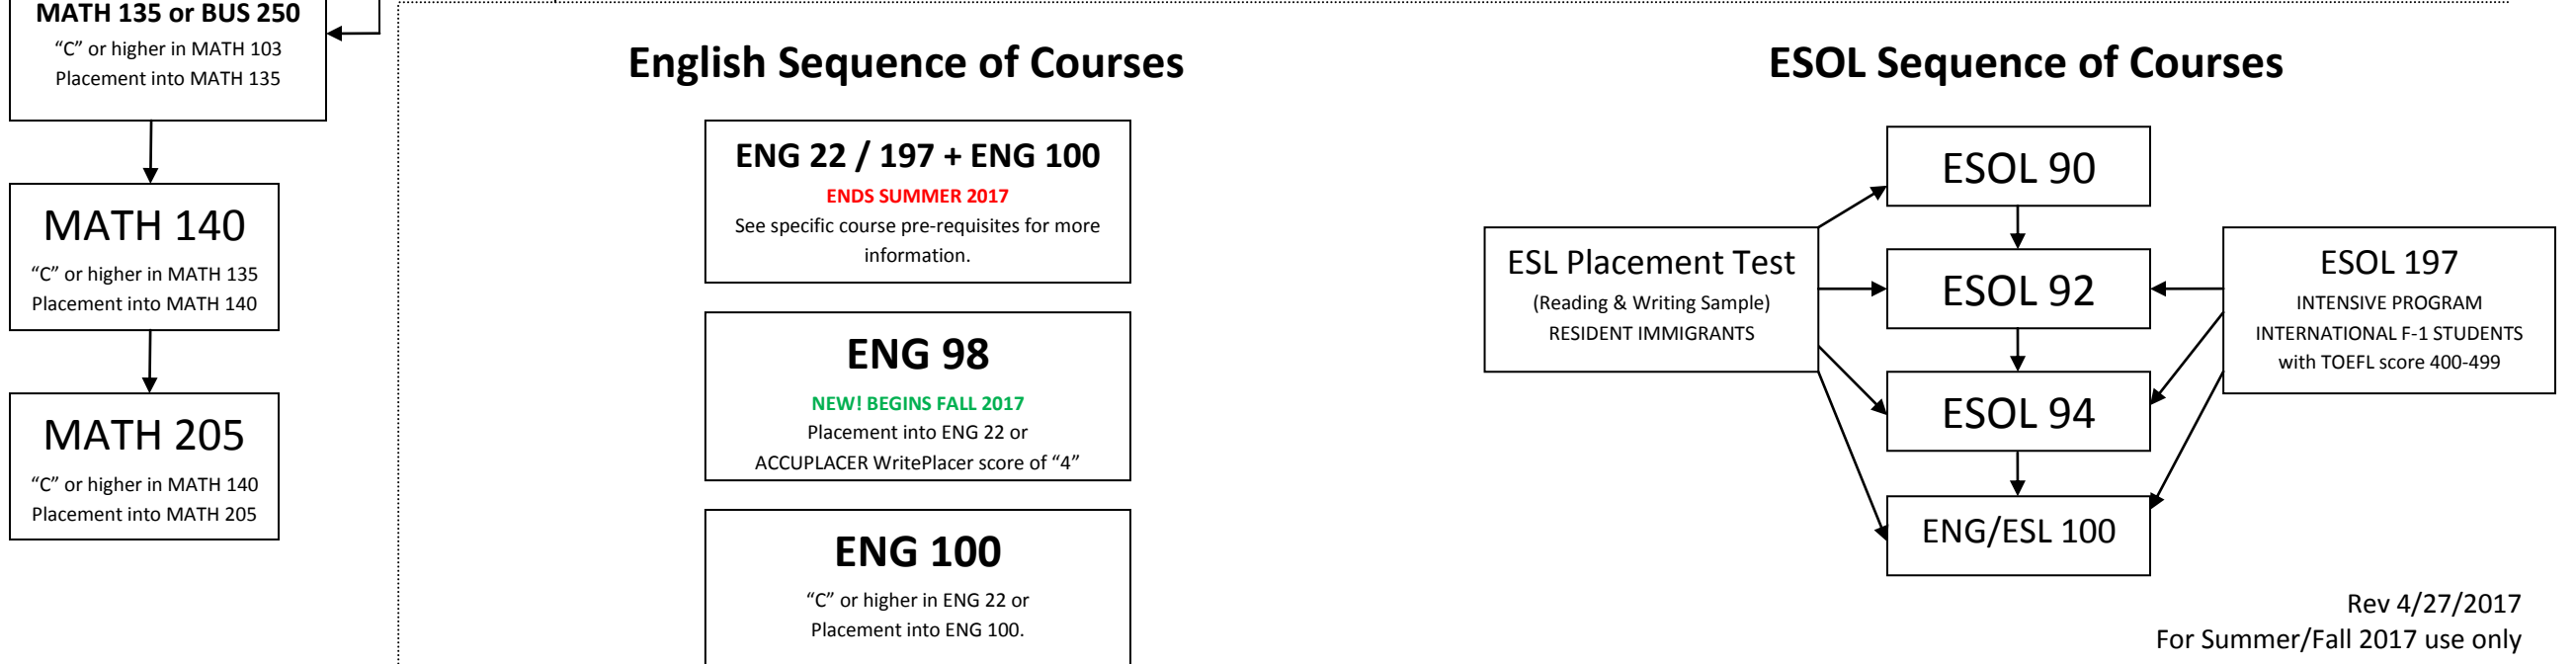 MATH 135 or BUS 250
“C” or higher in MATH 103
Placement into MATH 135
MATH 140
“C” or higher in MATH 135
Placement into MATH 140
MATH 205
“C” or higher in MATH 140
Placement into MATH 205
English Sequence of Courses
ENG 22 / 197 + ENG 100
ENDS SUMMER 2017
See specific course pre-requisites for more
information.
ENG 98
NEW! BEGINS FALL 2017
Placement into ENG 22 or
ACCUPLACER WritePlacer score of “4”
ENG 100
“C” or higher in ENG 22 or
Placement into ENG 100.
ESOL Sequence of Courses
ESL Placement Test
(Reading & Writing Sample)
RESIDENT IMMIGRANTS
ESOL 90
ESOL 92
ESOL 94
ENG/ESL 100
ESOL 197
INTENSIVE PROGRAM
INTERNATIONAL F-1 STUDENTS
with TOEFL score 400-499
Rev 4/27/2017
For Summer/Fall 2017 use only